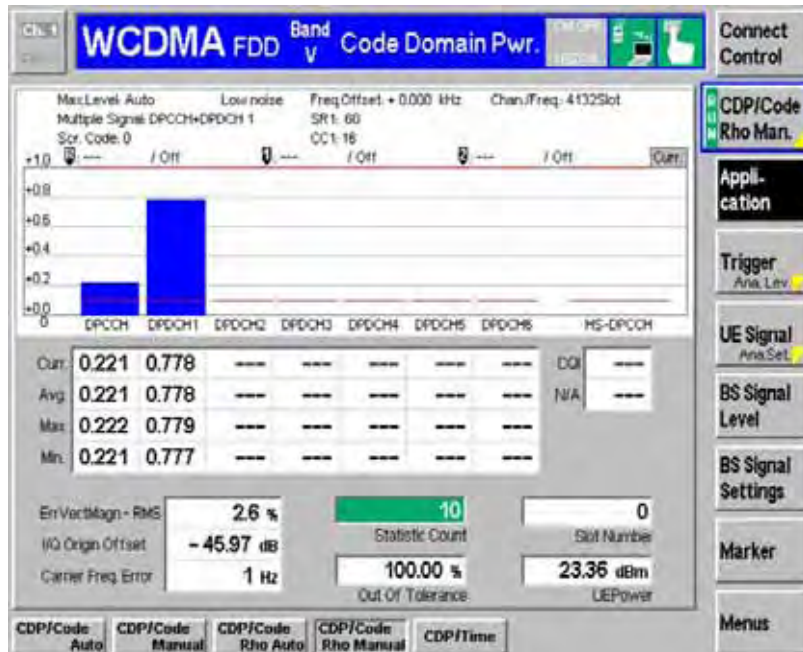 Ch. 1
WCDMA FDD Band V Code Domain Pwr.
Connect Control
Max.Level: Auto Low noise Freq.Offset: + 0.000 kHz Chan./Freq.: 4132Slot
Multiple Signal: DPCCH+DPDCH 1 SR1: 60
Scr. Code: 0 CC1: 16
--- / Off --- / Off 2 --- / Off Curr.
+1.0
+0.8
+0.6
+0.4
+0.2
+0.0
0 DPCCH DPDCH1 DPDCH2 DPDCH3 DPDCH4 DPDCH5 DPDCH6 HS-DPCCH
Curr. 0.221 0.778 --- --- --- --- --- CQI ---
Avg. 0.221 0.778 --- --- --- --- --- N/A ---
Max. 0.222 0.779 --- --- --- --- ---
Min. 0.221 0.777 --- --- --- --- ---
Err.Vect.Magn - RMS 2.6 % 10 0
Statistic Count Slot Number
I/Q Origin Offset - 45.97 dB
Carrier Freq. Error 1 Hz 100.00 % 23.36 dBm
Out Of Tolerance UEPower
RUN
CDP/Code Rho Man.
Appli-cation
Trigger
Ana. Lev.
UE Signal
Ana.Set.
BS Signal Level
BS Signal Settings
Marker
Menus
CDP/Code Auto
CDP/Code Manual
CDP/Code Rho Auto
CDP/Code Rho Manual
CDP/Time